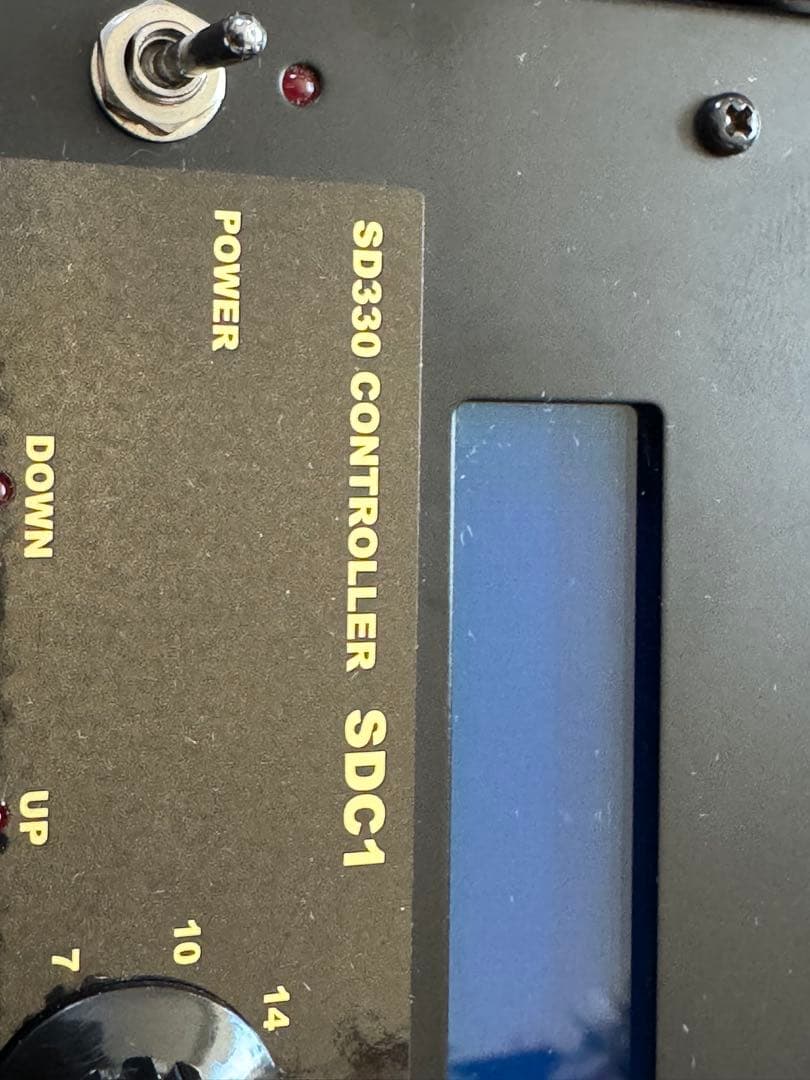 SD330 CONTROLLER SDC1
POWER
DOWN
UP
7
10
14